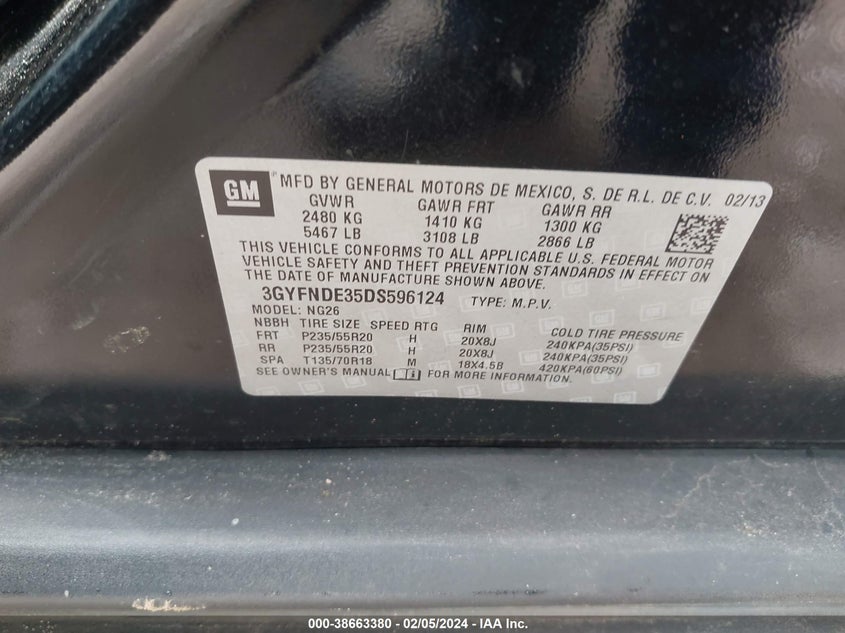 GM MFD BY GENERAL MOTORS DE MEXICO, S. DE R.L. DE C.V. 02/13
GVWR GAWR FRT GAWR RR
2480 KG 1410 KG 1300 KG
5467 LB 3108 LB 2866 LB
THIS VEHICLE CONFORMS TO ALL APPLICABLE U.S. FEDERAL MOTOR
VEHICLE SAFETY AND THEFT PREVENTION STANDARDS IN EFFECT ON
THE DATE OF MANUFACTURE SHOWN ABOVE.
3GYFNDE35DS596124 TYPE: M.P.V.
MODEL: NG26
NBBH TIRE SIZE SPEED RTG RIM COLD TIRE PRESSURE
FRT P235/55R20 H 20X8J 240KPA(35PSI)
RR P235/55R20 H 20X8J 240KPA(35PSI)
SPA T135/70R18 M 18X4.5B 420KPA(60PSI)
SEE OWNER'S MANUAL FOR MORE INFORMATION.
000-38663380 - 02/05/2024 - IAA Inc.